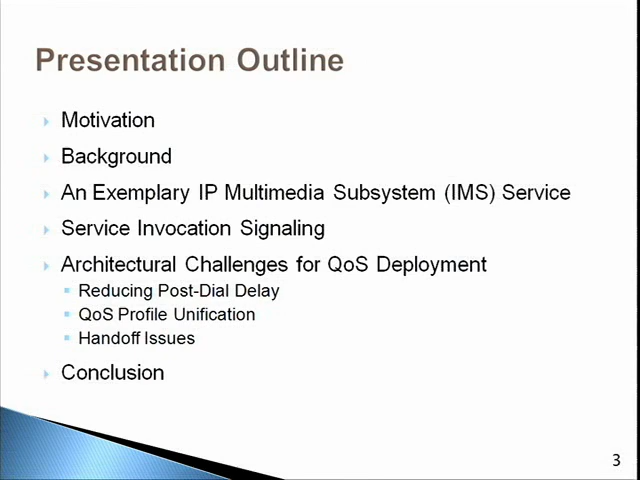 Presentation Outline
Motivation
Background
An Exemplary IP Multimedia Subsystem (IMS) Service
Service Invocation Signaling
Architectural Challenges for QoS Deployment
Reducing Post-Dial Delay
QoS Profile Unification
Handoff Issues
Conclusion
3